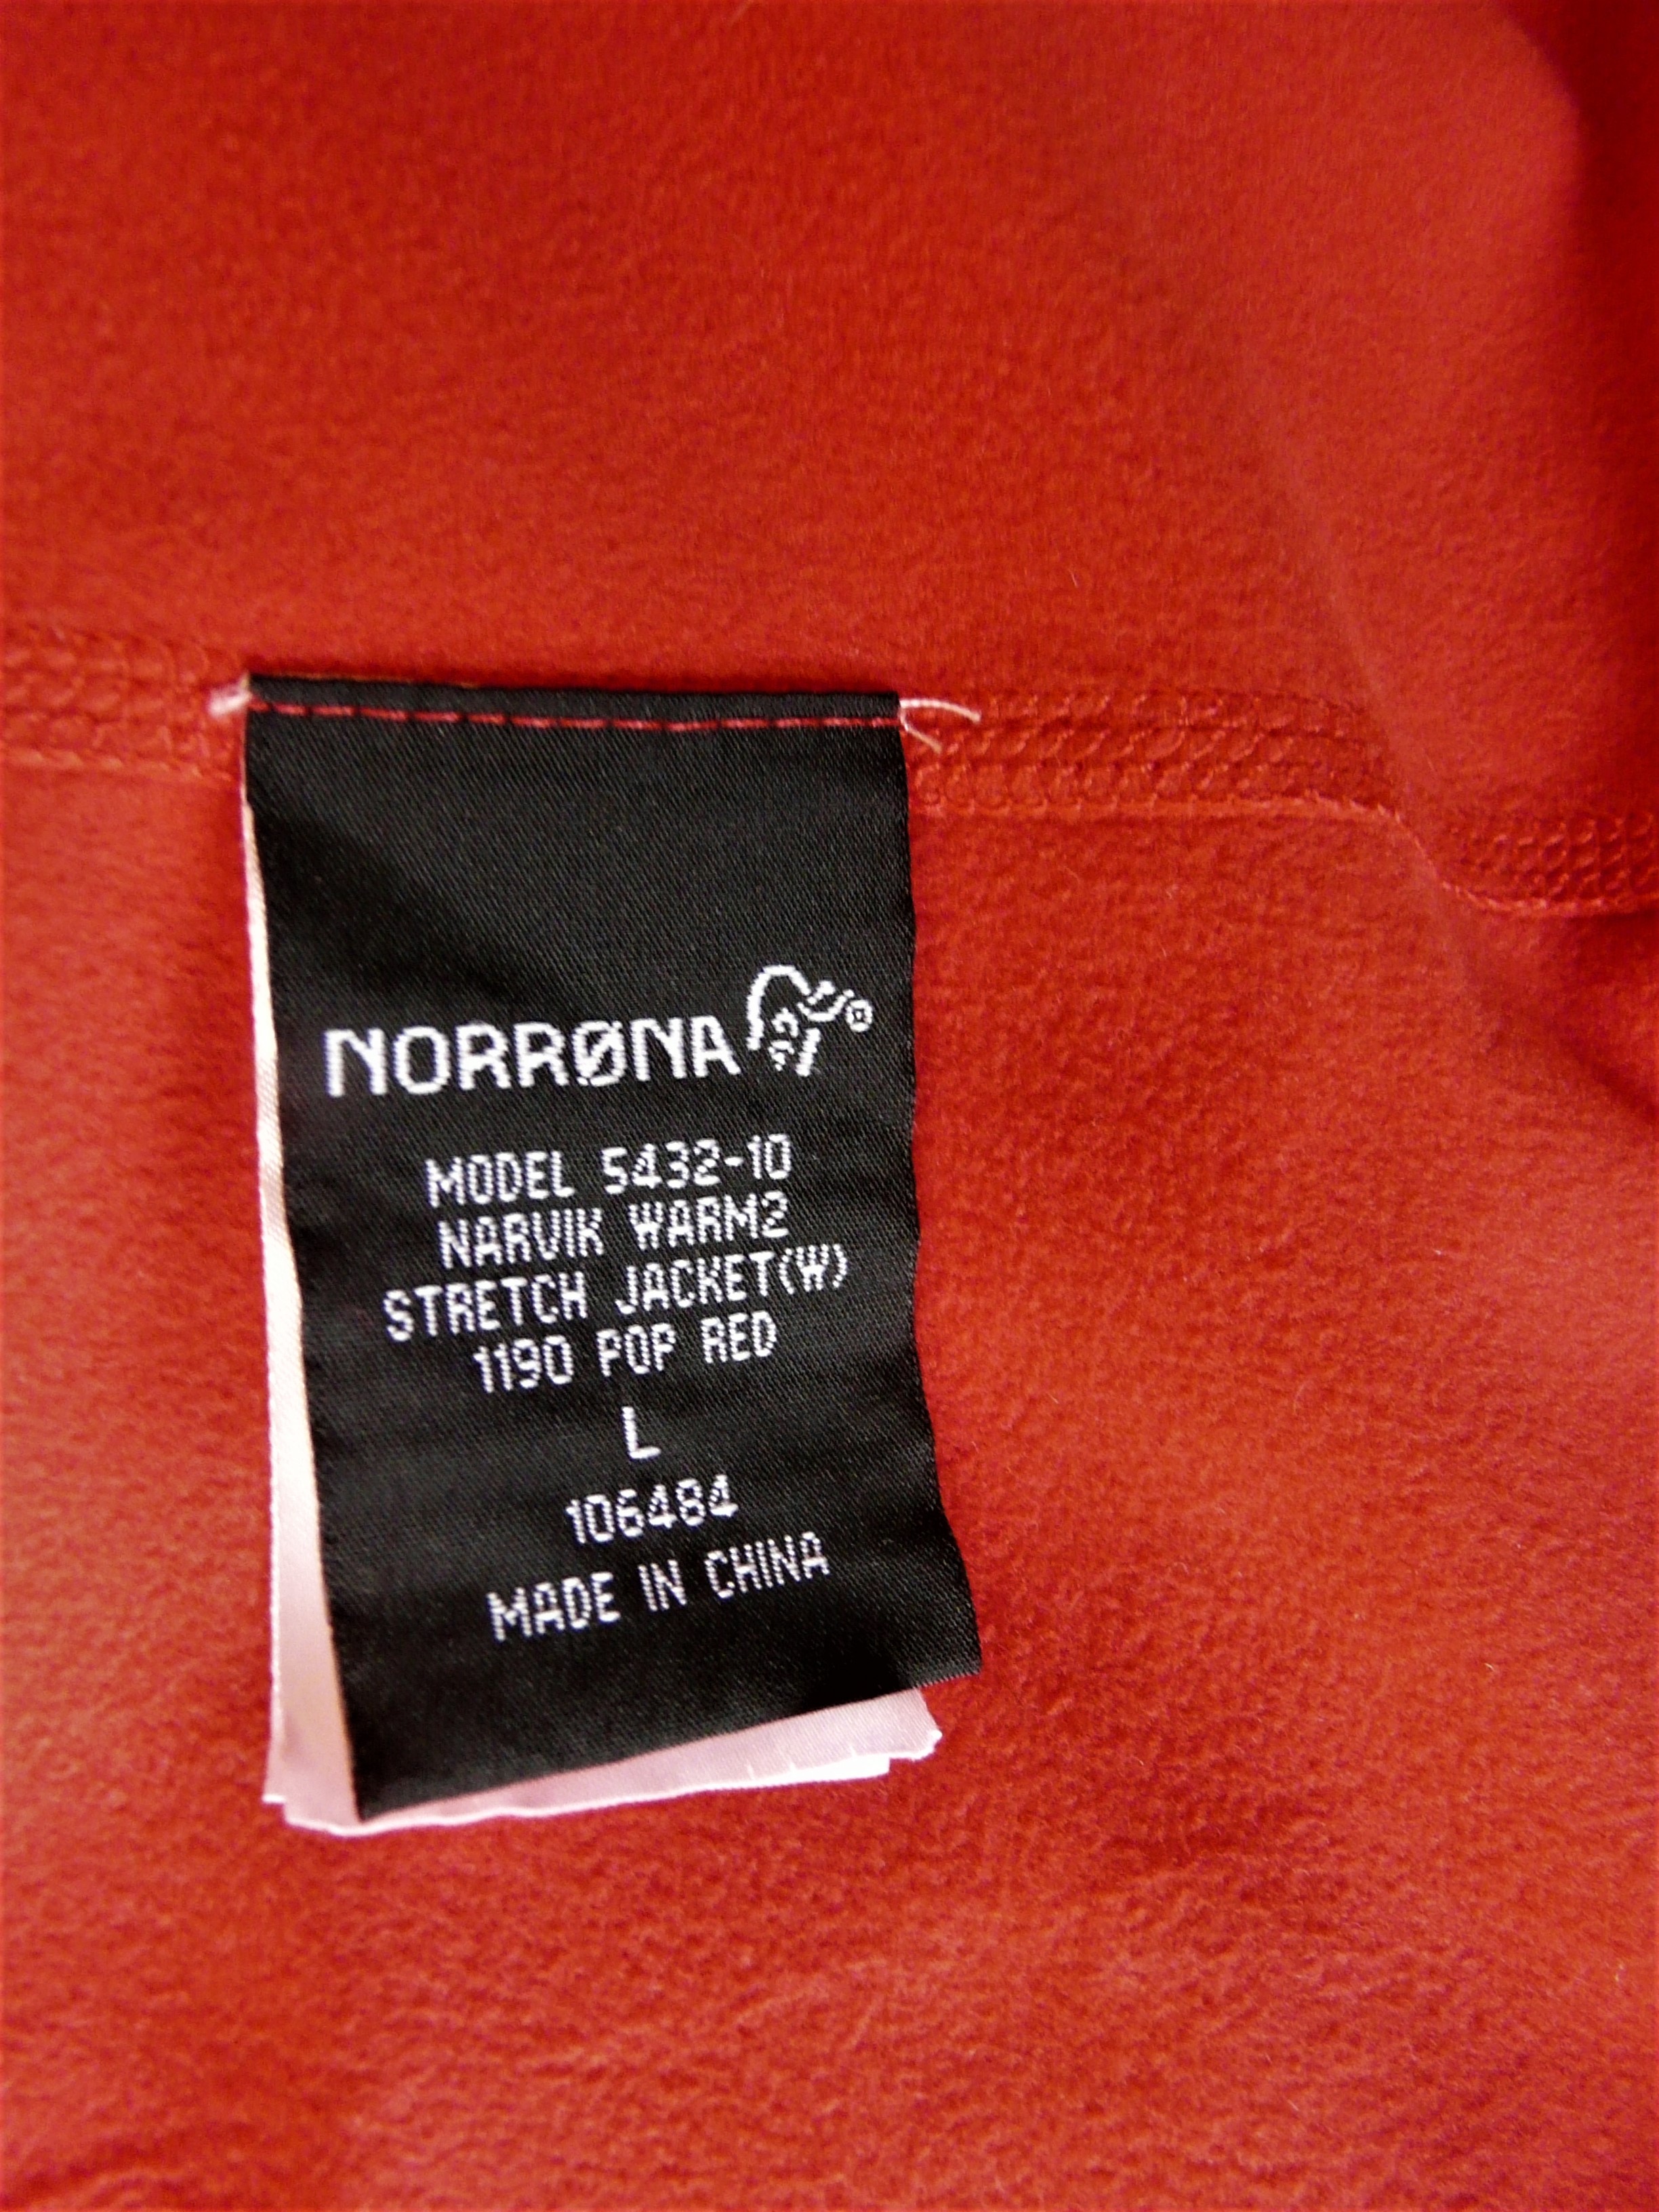 NORRØNA ®
MODEL 5432-10
NARVIK WARM2
STRETCH JACKET(W)
1190 POP RED
L
106484
MADE IN CHINA